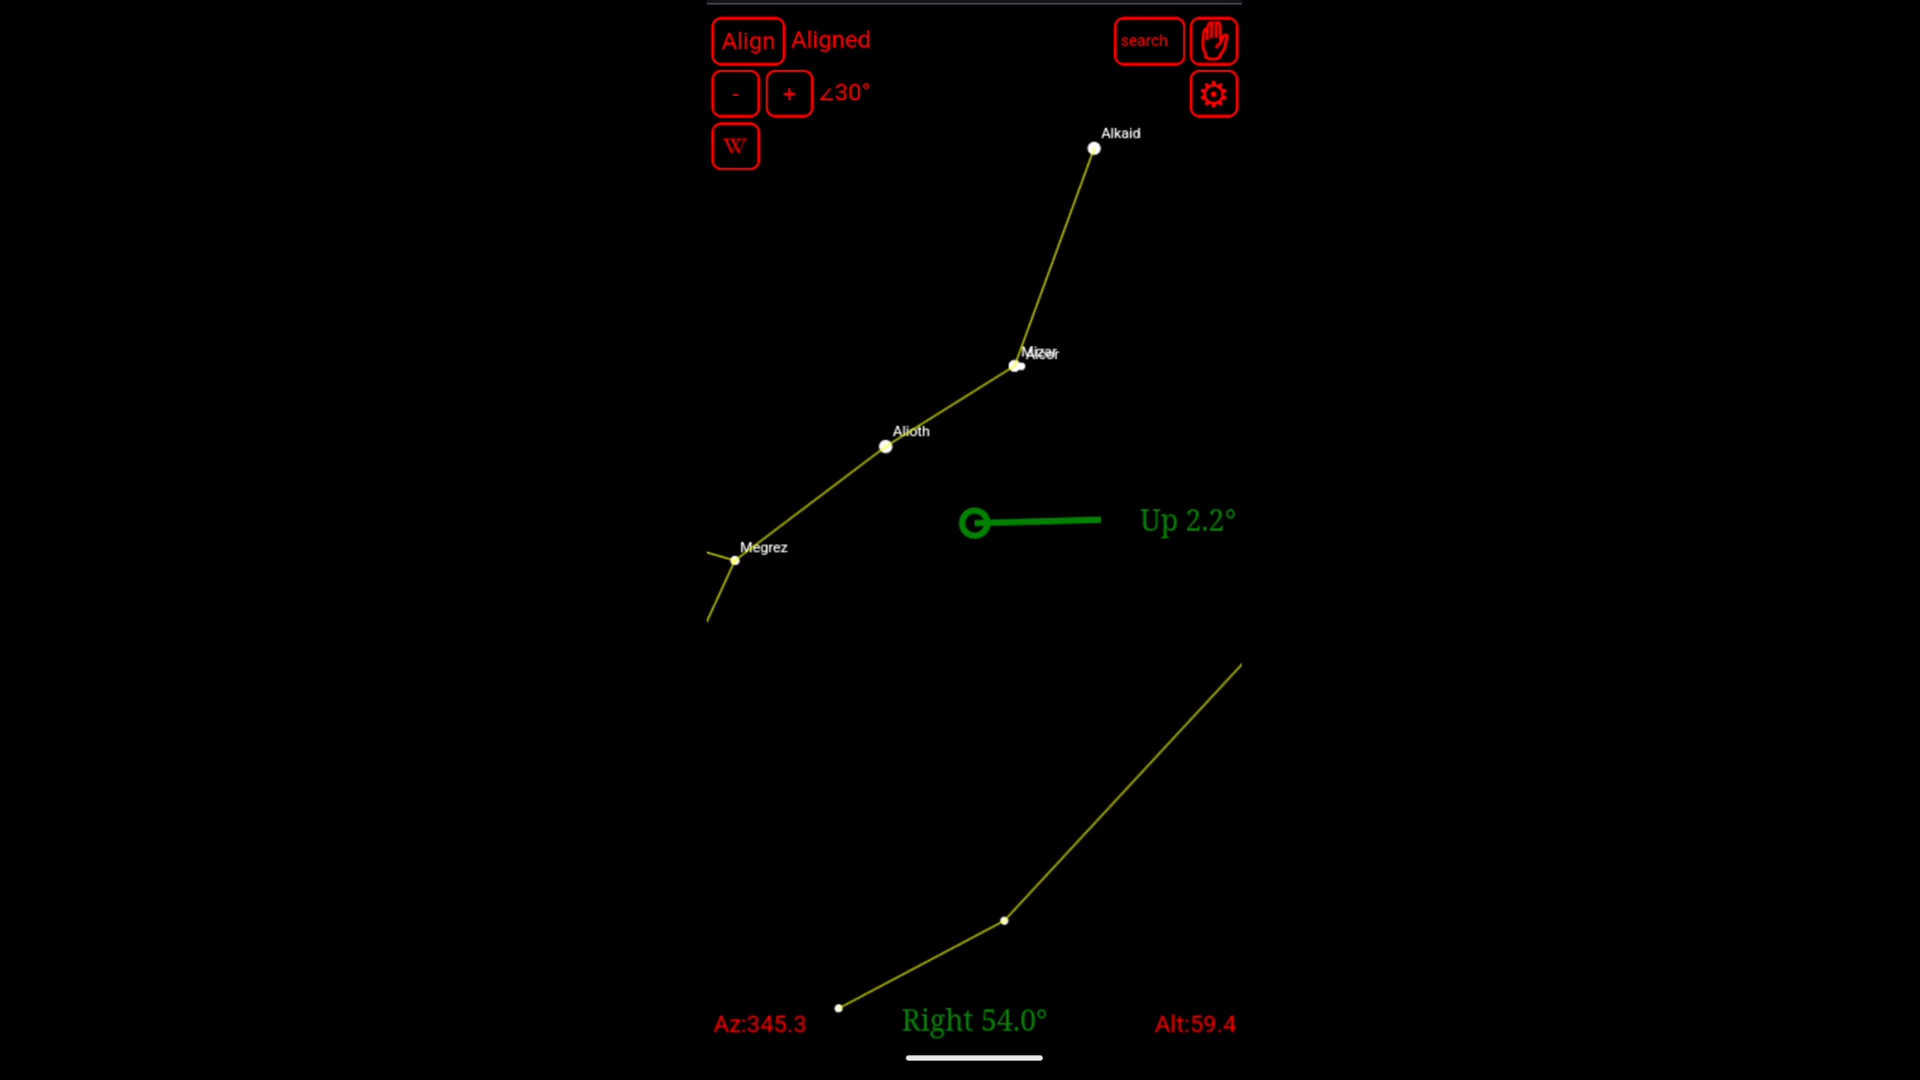 Align Aligned search
- + ∠30°
W
Alkaid
Mizar
Alcor
Alioth
Up 2.2°
Megrez
Az:345.3 Right 54.0° Alt:59.4